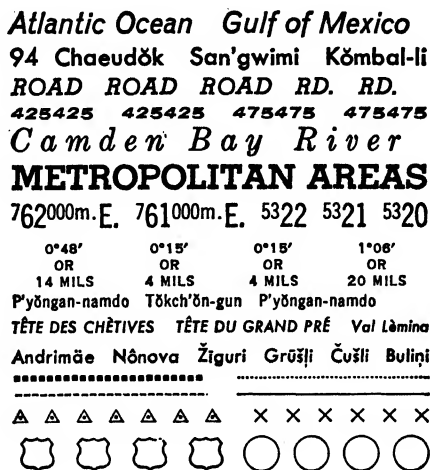 Atlantic Ocean Gulf of Mexico
94 Chaeudŏk San'gwimi Kŏmbal-li
ROAD ROAD ROAD RD. RD.
425425 425425 475475 475475
Camden Bay River
METROPOLITAN AREAS
762000m.E. 761000m.E. 5322 5321 5320
0°48′ 0°15′ 0°15′ 1°06′
OR OR OR OR
14 MILS 4 MILS 4 MILS 20 MILS
P'yŏngan-namdo Tŏkch'ŏn-gun P'yŏngan-namdo
TÊTE DES CHÈTIVES TÊTE DU GRAND PRÉ Val Lèmina
Andrimäe Nônova Žīguri Grūšļi Čušli Buliņi